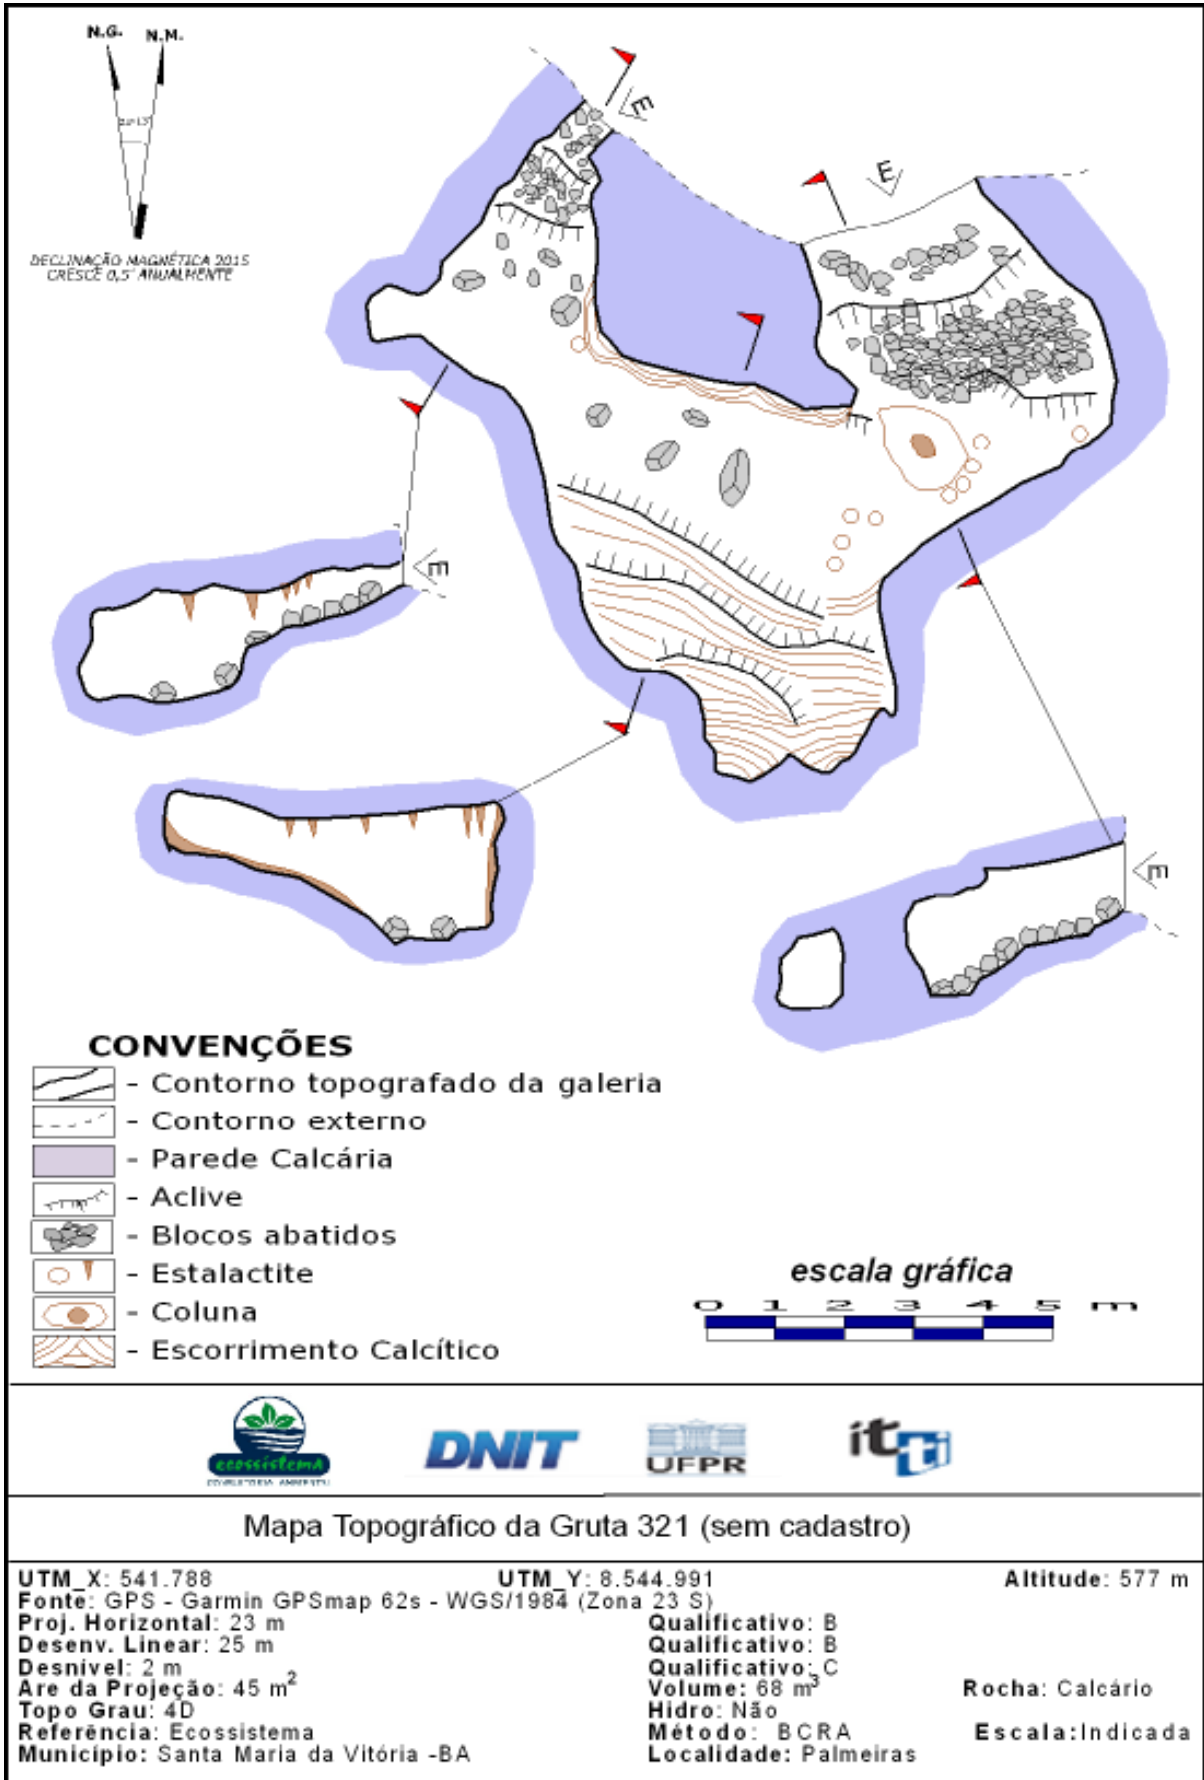 N.G. N.M.
DECLINAÇÃO MAGNÉTICA 2015
CRESCE 0,5' ANUALMENTE
E
E
E
E
CONVENÇÕES
- Contorno topografado da galeria
- Contorno externo
- Parede Calcária
- Aclive
- Blocos abatidos
- Estalactite
- Coluna
- Escorrimento Calcítico
escala gráfica
0 1 2 3 4 5 m
ecossistema
CONSULTORIA AMBIENTAL
DNIT
UFPR
itti
Mapa Topográfico da Gruta 321 (sem cadastro)
UTM_X: 541.788 UTM_Y: 8.544.991 Altitude: 577 m
Fonte: GPS - Garmin GPSmap 62s - WGS/1984 (Zona 23 S)
Proj. Horizontal: 23 m Qualificativo: B
Desenv. Linear: 25 m Qualificativo: B
Desnível: 2 m Qualificativo: C
Are da Projeção: 45 m² Volume: 68 m³ Rocha: Calcário
Topo Grau: 4D Hidro: Não
Referência: Ecossistema Método: BCRA Escala:Indicada
Município: Santa Maria da Vitória -BA Localidade: Palmeiras